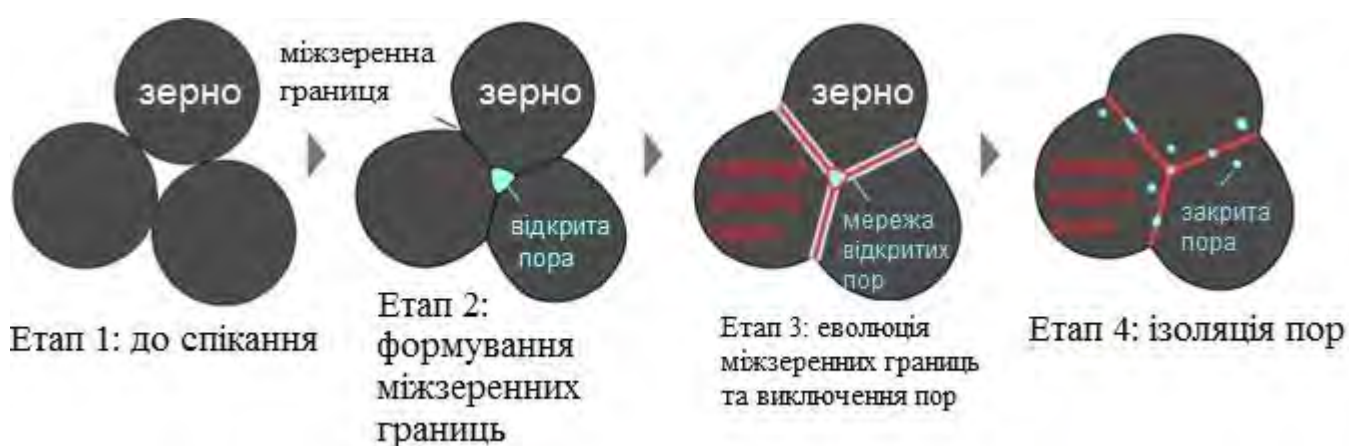 зерно
Етап 1: до спікання
міжзеренна
границя
зерно
відкрита
пора
Етап 2:
формування
міжзеренних
границь
зерно
мережа
відкритих
пор
Етап 3: еволюція
міжзеренних границь
та виключення пор
закрита
пора
Етап 4: ізоляція пор